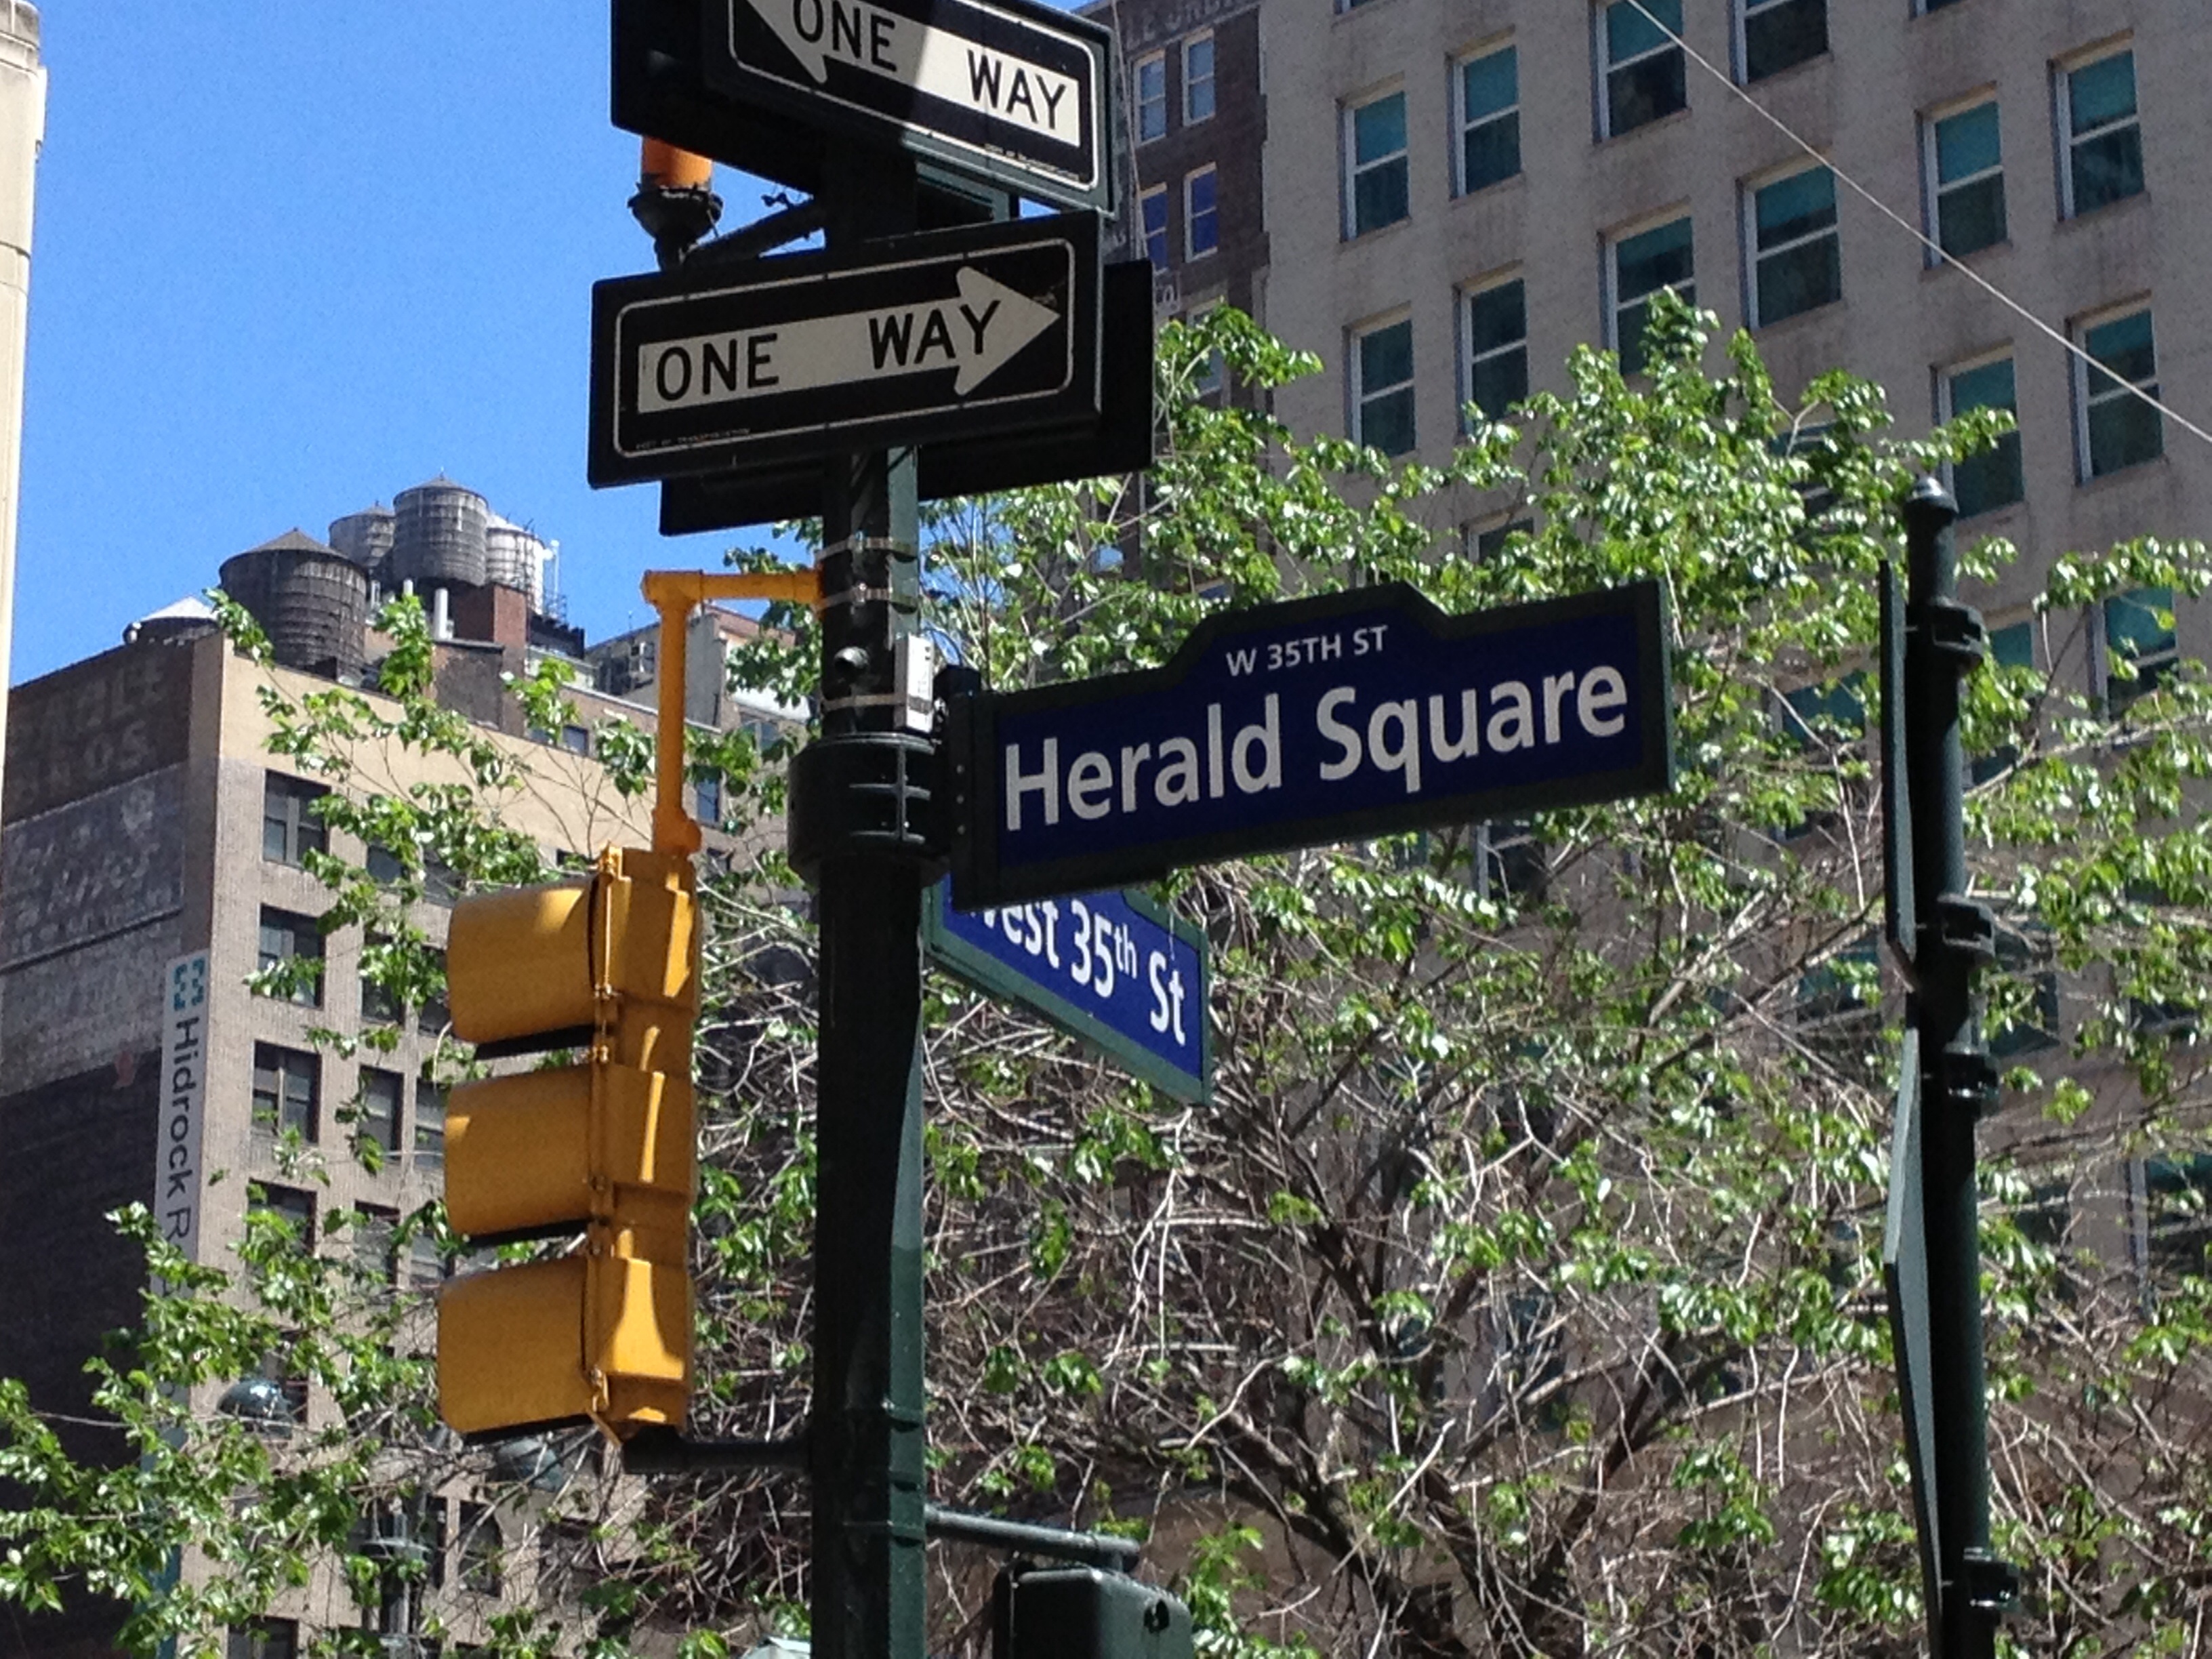 ONE WAY
ONE WAY
W 35TH ST
Herald Square
35th St
Hidrock R